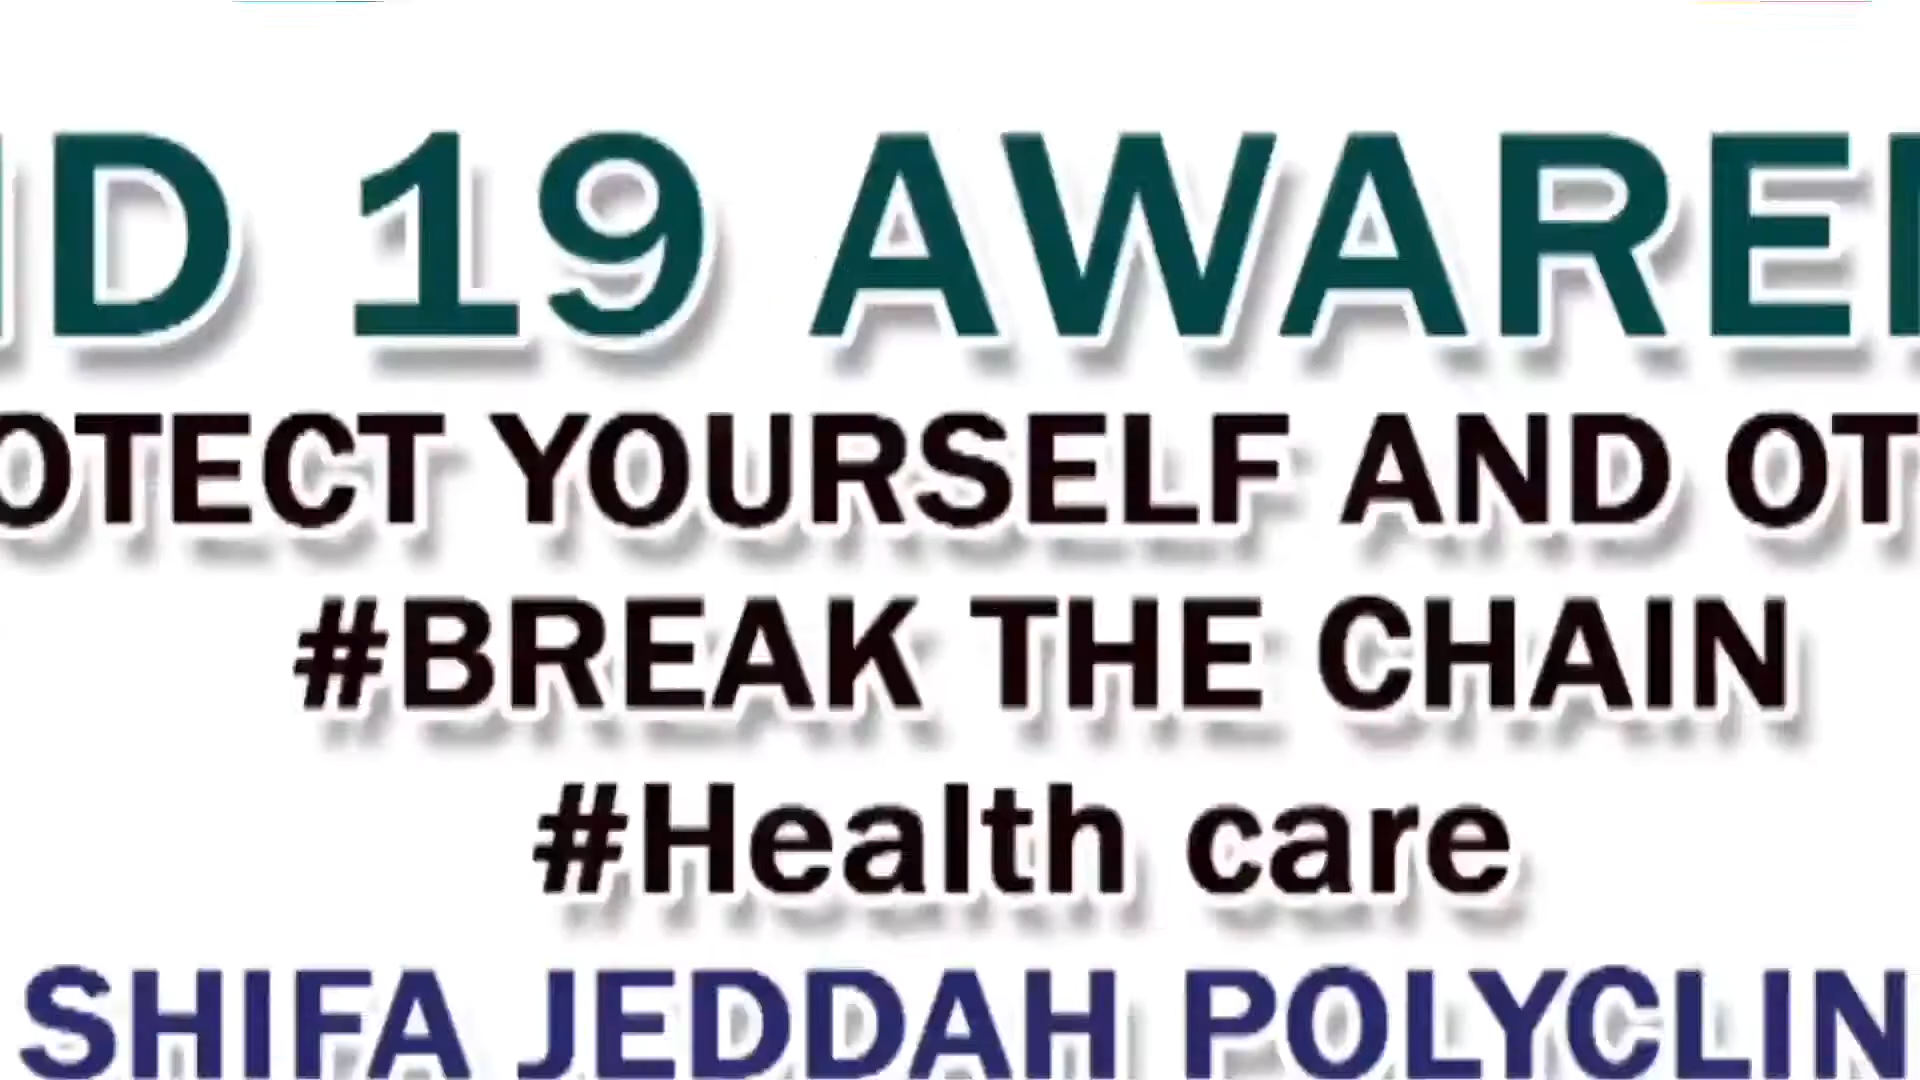 ID 19 AWARE
OTECT YOURSELF AND OT
#BREAK THE CHAIN
#Health care
SHIFA JEDDAH POLYCLIN